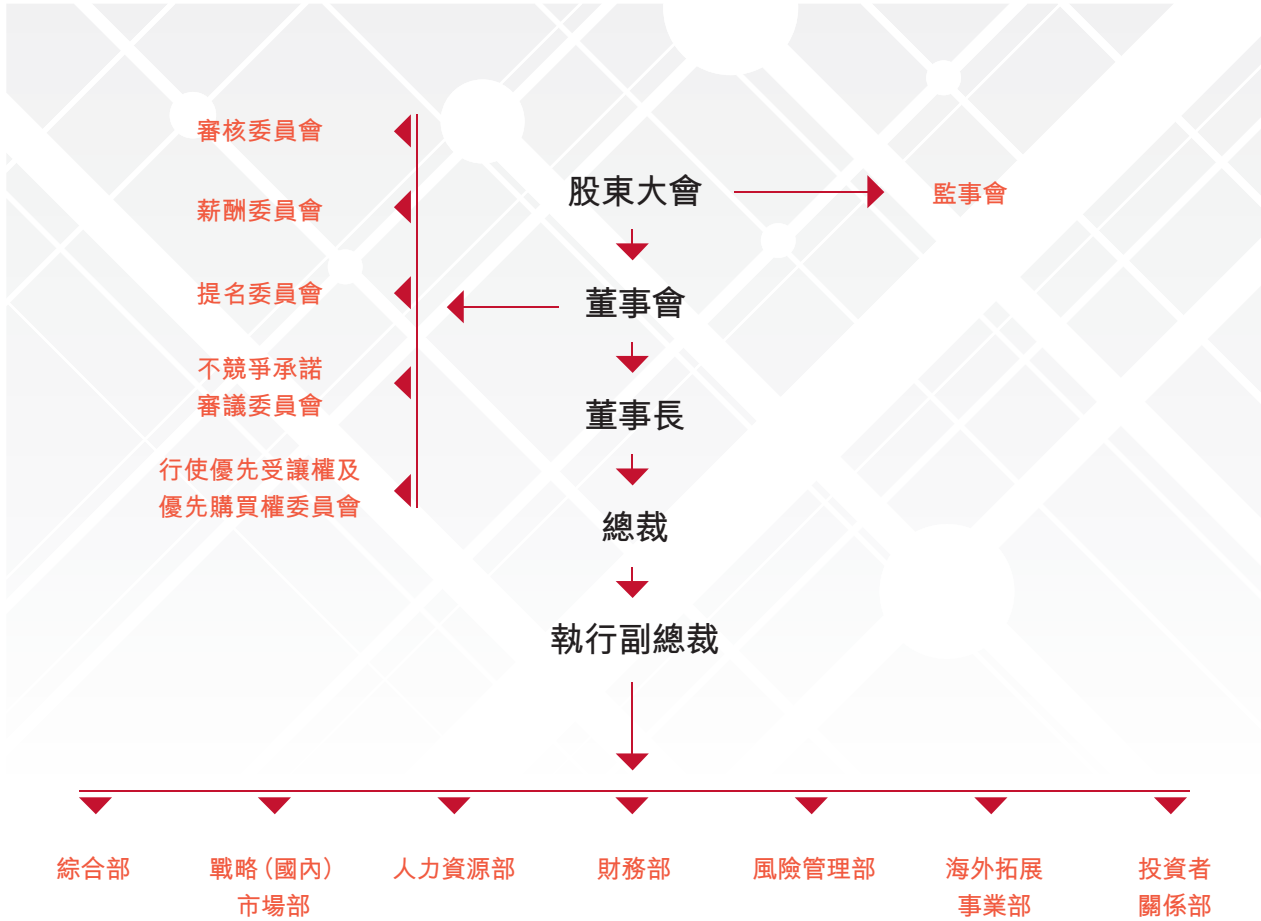 審核委員會
薪酬委員會
提名委員會
不競爭承諾
審議委員會
行使優先受讓權及
優先購買權委員會
股東大會
監事會
董事會
董事長
總裁
執行副總裁
綜合部
戰略(國內)
市場部
人力資源部
財務部
風險管理部
海外拓展
事業部
投資者
關係部